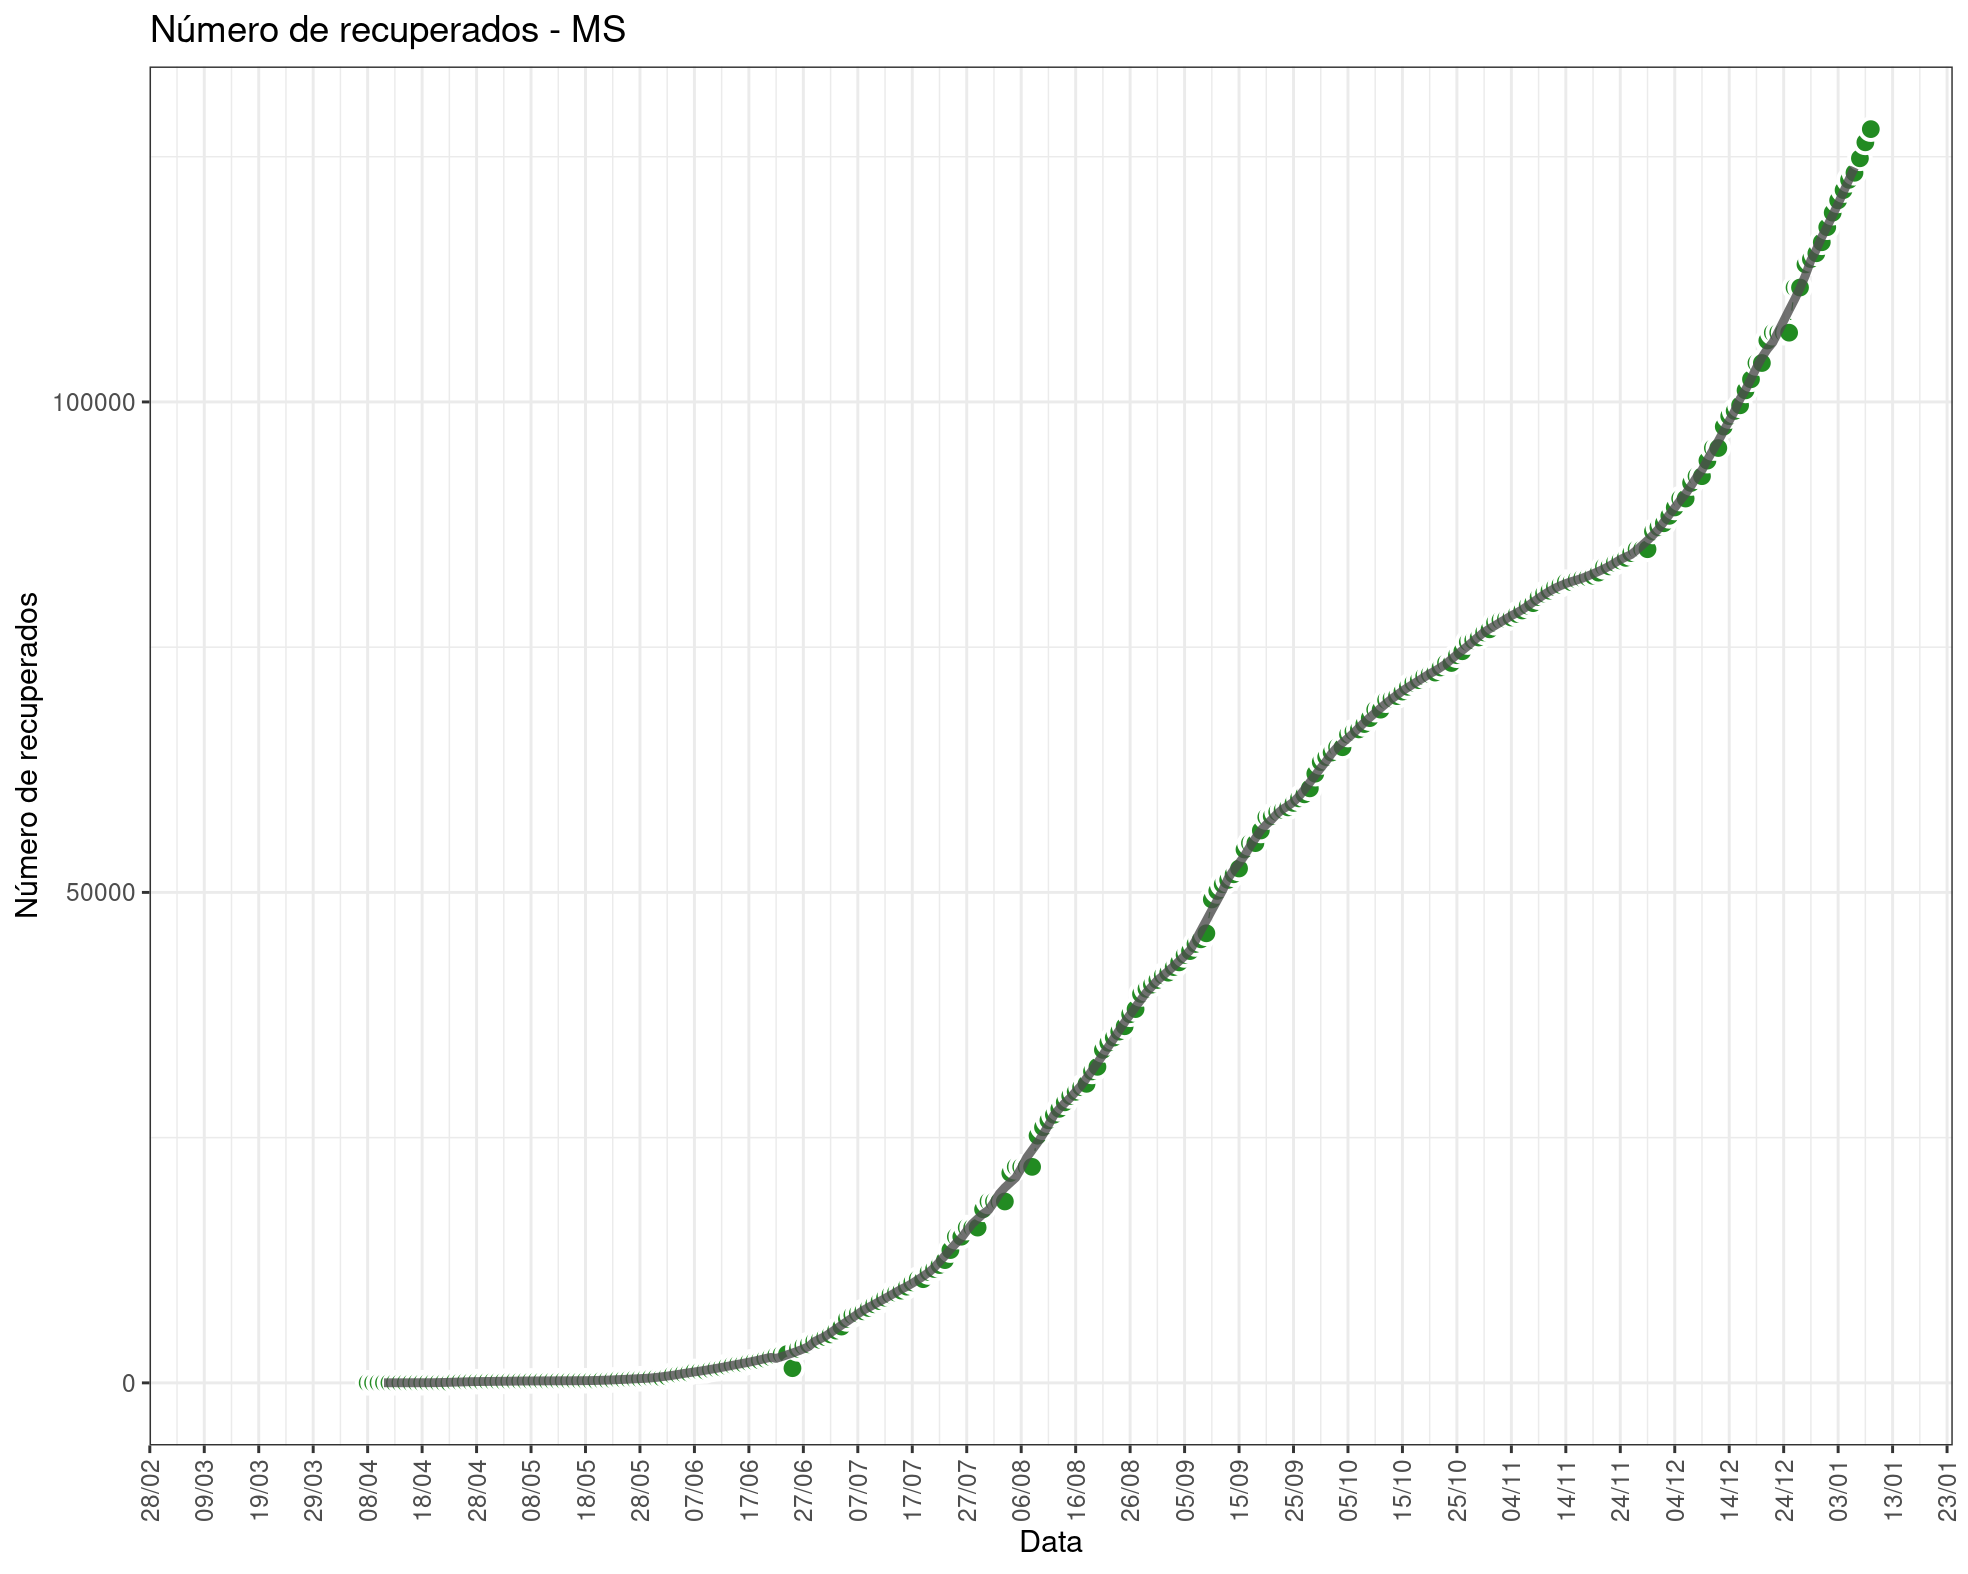 Número de recuperados - MS
Número de recuperados
100000
50000
0
28/02 09/03 19/03 29/03 08/04 18/04 28/04 08/05 18/05 28/05 07/06 17/06 27/06 07/07 17/07 27/07 06/08 16/08 26/08 05/09 15/09 25/09 05/10 15/10 25/10 04/11 14/11 24/11 04/12 14/12 24/12 03/01 13/01 23/01
Data